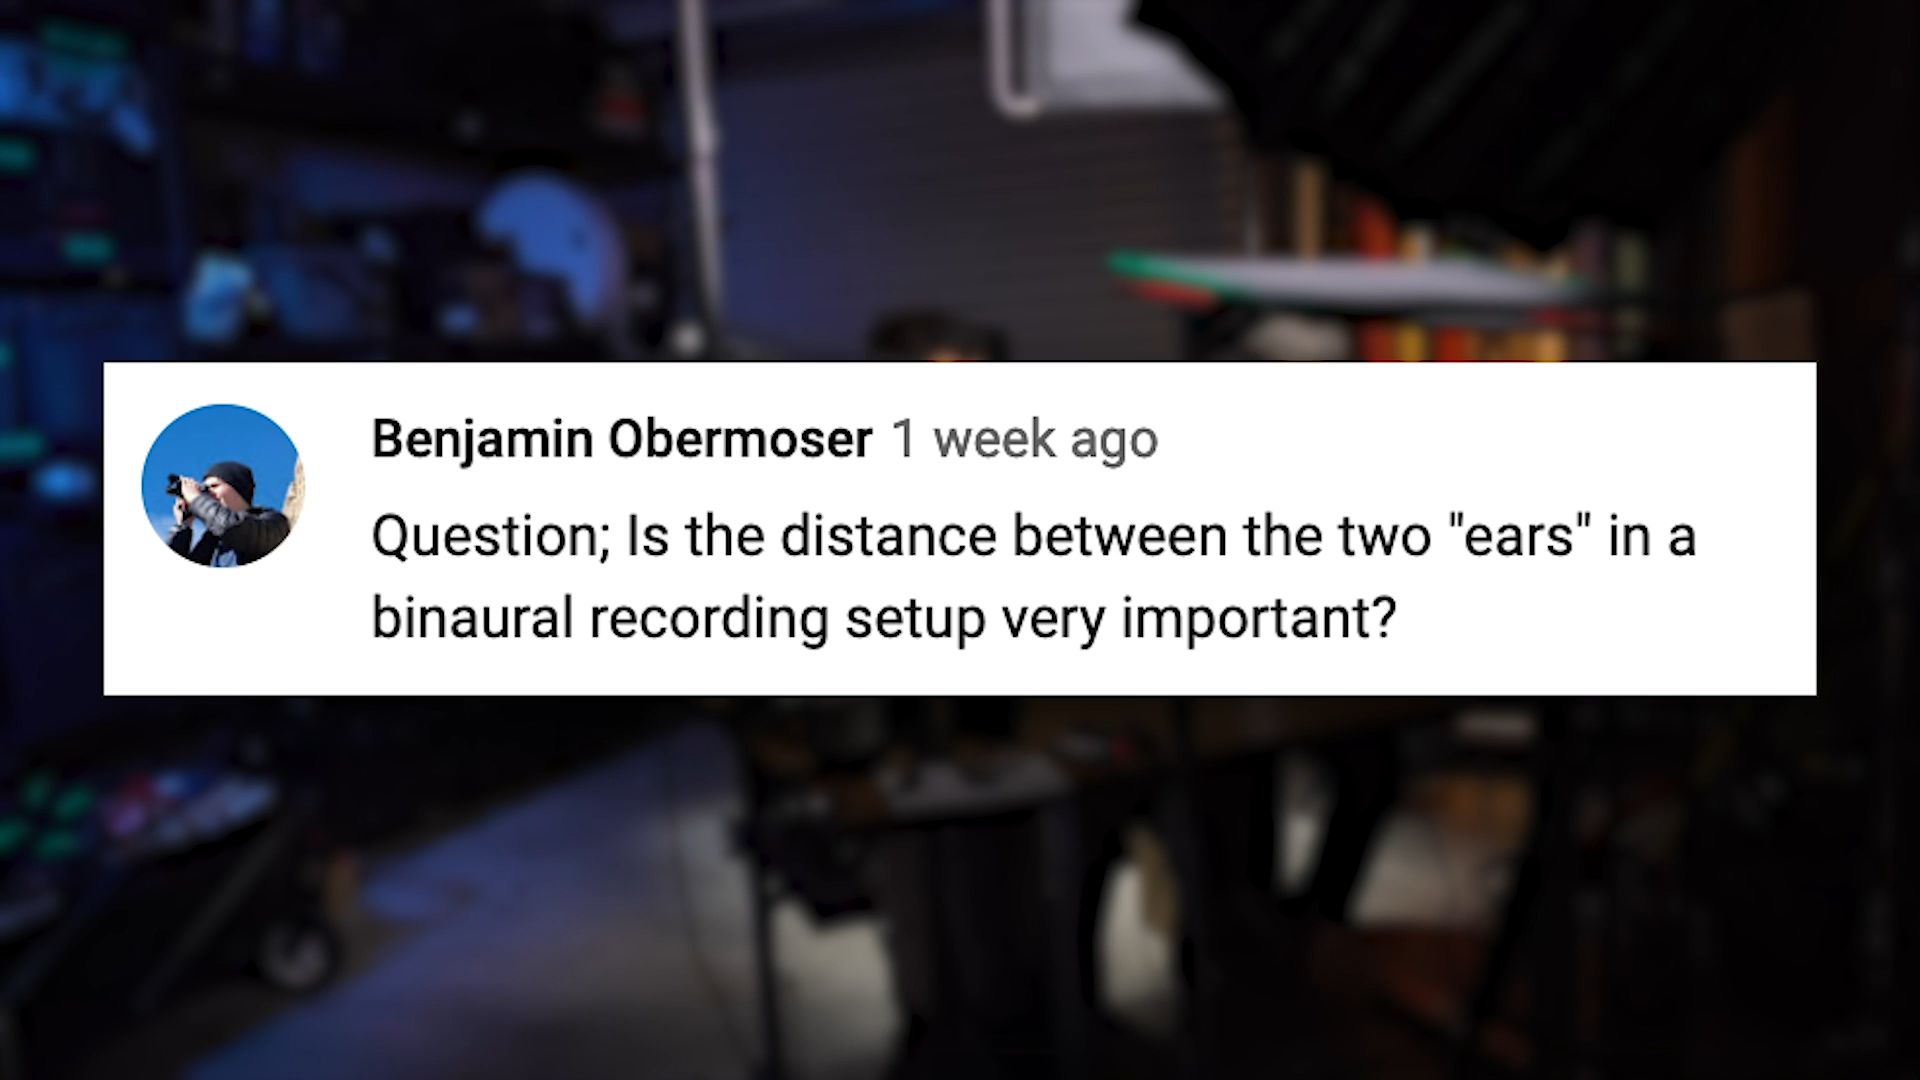 Benjamin Obermoser 1 week ago
Question; Is the distance between the two "ears" in a
binaural recording setup very important?